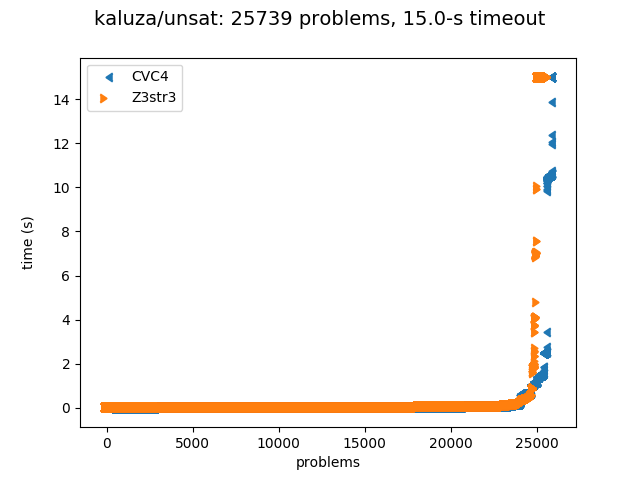 kaluza/unsat: 25739 problems, 15.0-s timeout
CVC4
Z3str3
time (s)
14
12
10
8
6
4
2
0
0 5000 10000 15000 20000 25000
problems